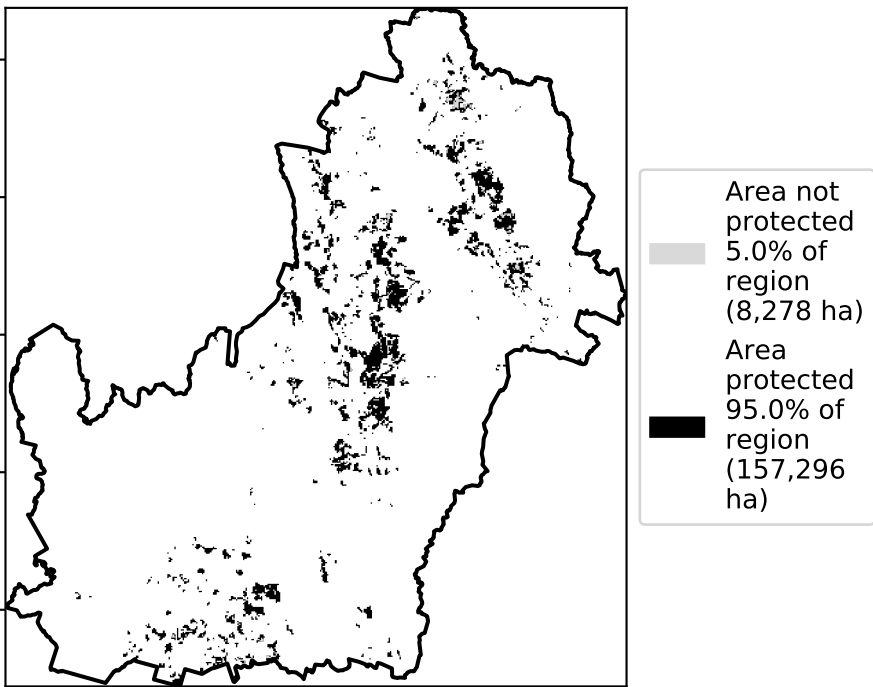 Area not
protected
5.0% of
region
(8,278 ha)
Area
protected
95.0% of
region
(157,296
ha)